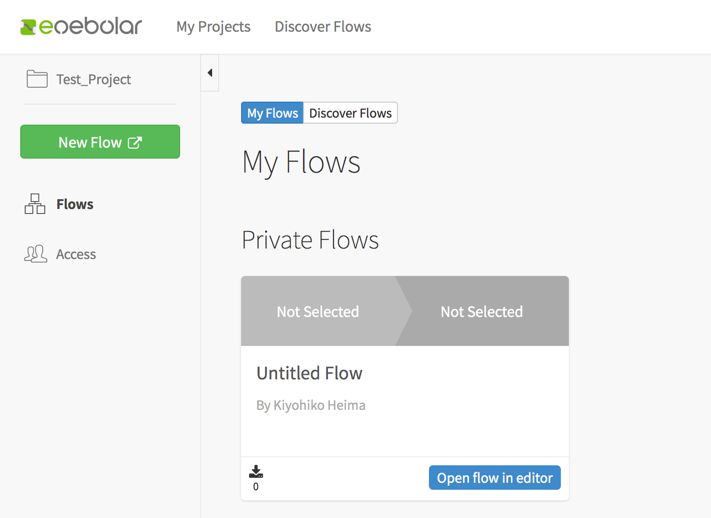 eoebolar
My Projects
Discover Flows
Test_Project
New Flow
Flows
Access
My Flows
Discover Flows
My Flows
Private Flows
Not Selected
Not Selected
Untitled Flow
By Kiyohiko Heima
0
Open flow in editor